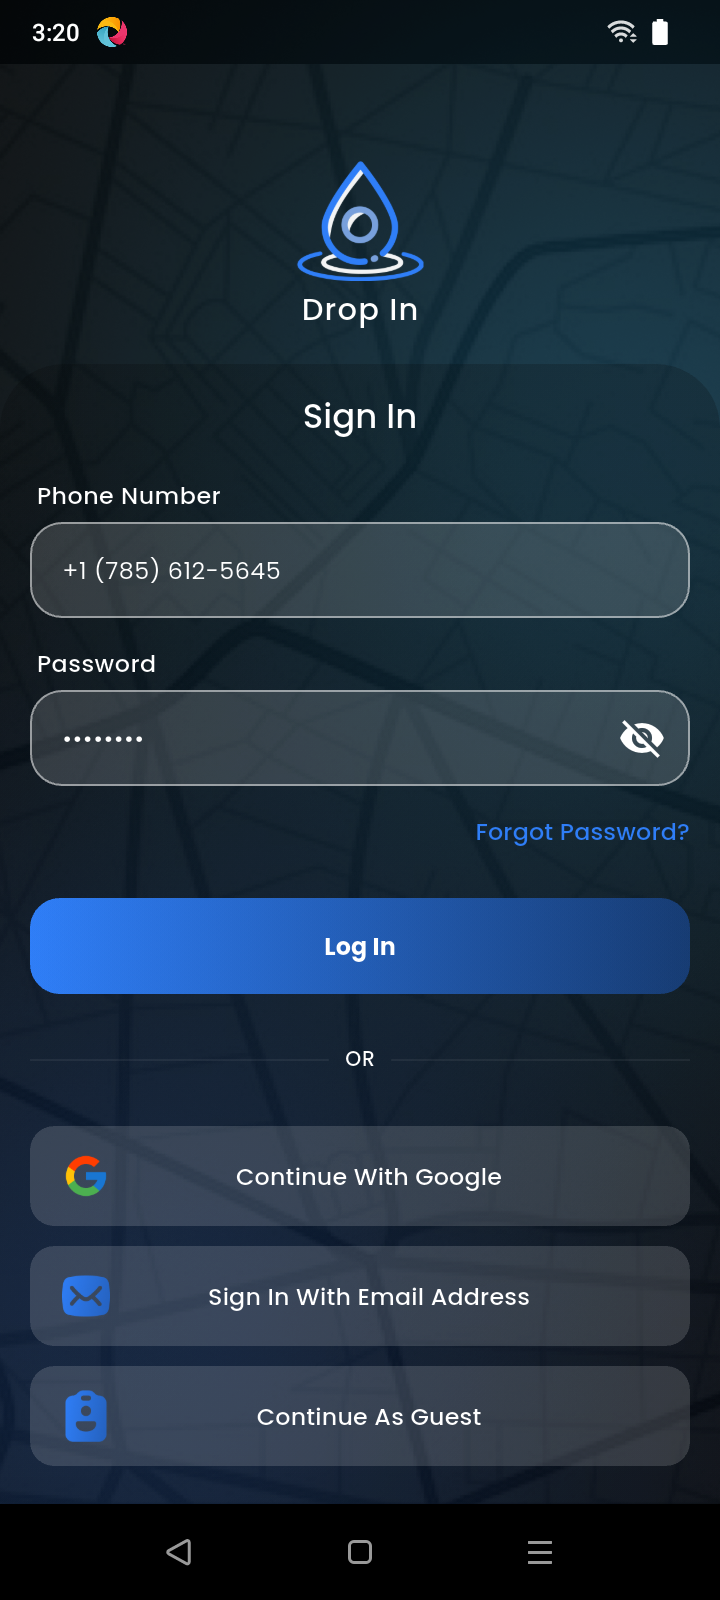 3:20
Drop In
Sign In
Phone Number
+1 (785) 612-5645
Password
••••••••
Forgot Password?
Log In
OR
Continue With Google
Sign In With Email Address
Continue As Guest